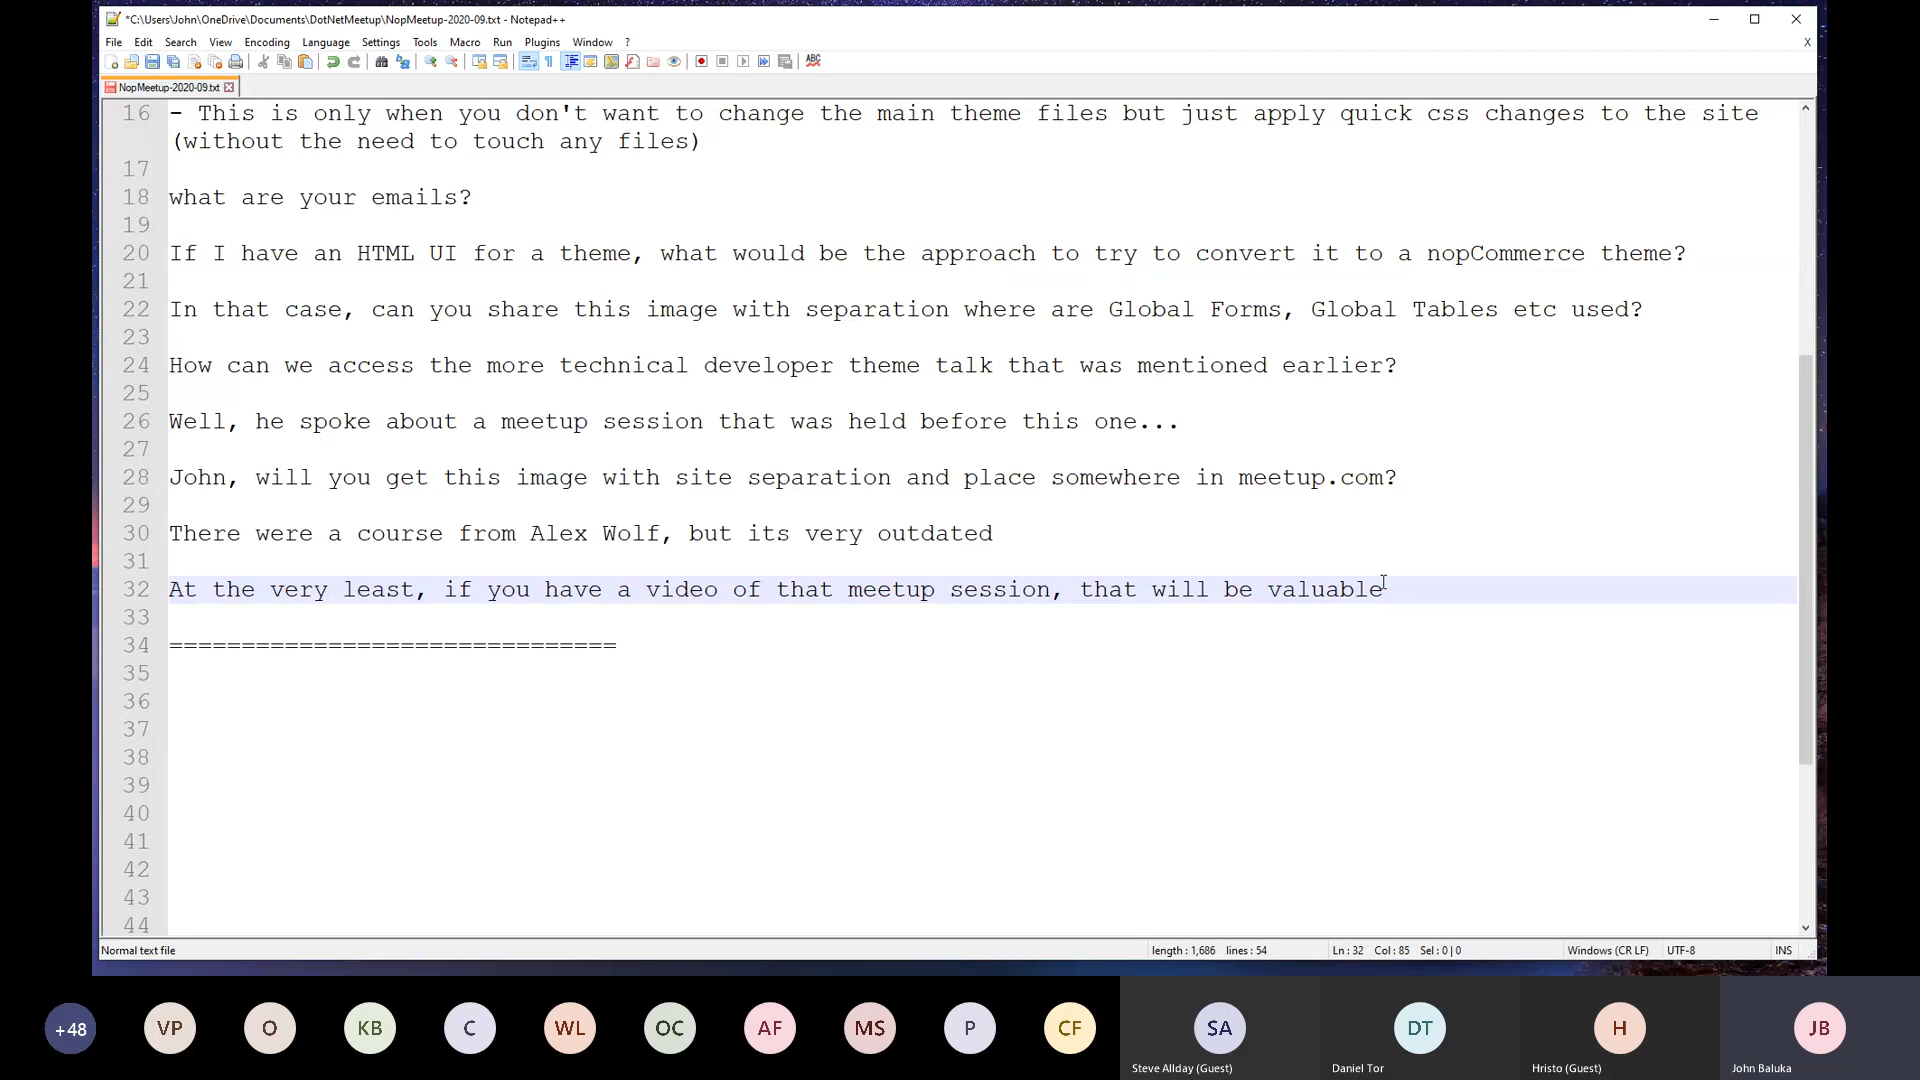 *C:\Users\John\OneDrive\Documents\DotNetMeetup\NopMeetup-2020-09.txt - Notepad++
File Edit Search View Encoding Language Settings Tools Macro Run Plugins Window ? X
ABC
NopMeetup-2020-09.txt
16 - This is only when you don't want to change the main theme files but just apply quick css changes to the site
(without the need to touch any files)
17
18 what are your emails?
19
20 If I have an HTML UI for a theme, what would be the approach to try to convert it to a nopCommerce theme?
21
22 In that case, can you share this image with separation where are Global Forms, Global Tables etc used?
23
24 How can we access the more technical developer theme talk that was mentioned earlier?
25
26 Well, he spoke about a meetup session that was held before this one...
27
28 John, will you get this image with site separation and place somewhere in meetup.com?
29
30 There were a course from Alex Wolf, but its very outdated
31
32 At the very least, if you have a video of that meetup session, that will be valuable
33
34 ===============================
35
36
37
38
39
40
41
42
43
44
Normal text file length : 1,686 lines : 54 Ln : 32 Col : 85 Sel : 0 | 0 Windows (CR LF) UTF-8 INS
+48 VP O KB C WL OC AF MS P CF SA DT H JB
Steve Allday (Guest) Daniel Tor Hristo (Guest) John Baluka